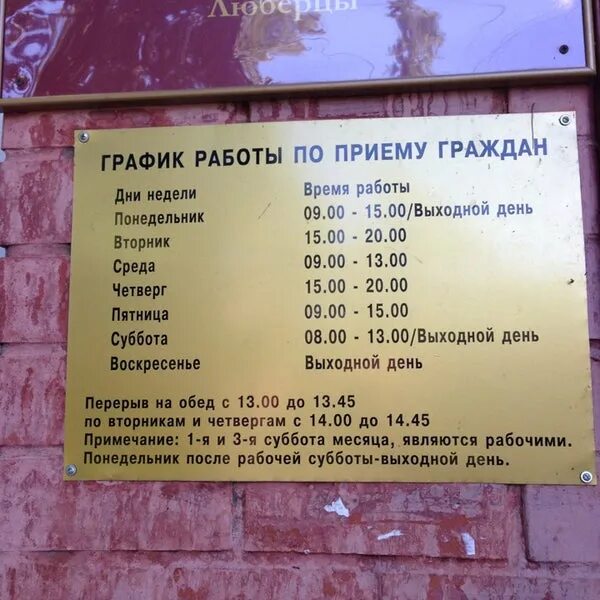 Люберцы
ГРАФИК РАБОТЫ ПО ПРИЕМУ ГРАЖДАН
Дни недели Время работы
Понедельник 09.00 - 15.00/Выходной день
Вторник 15.00 - 20.00
Среда 09.00 - 13.00
Четверг 15.00 - 20.00
Пятница 09.00 - 15.00
Суббота 08.00 - 13.00/Выходной день
Воскресенье Выходной день
Перерыв на обед с 13.00 до 13.45
по вторникам и четвергам с 14.00 до 14.45
Примечание: 1-я и 3-я суббота месяца, являются рабочими.
Понедельник после рабочей субботы-выходной день.